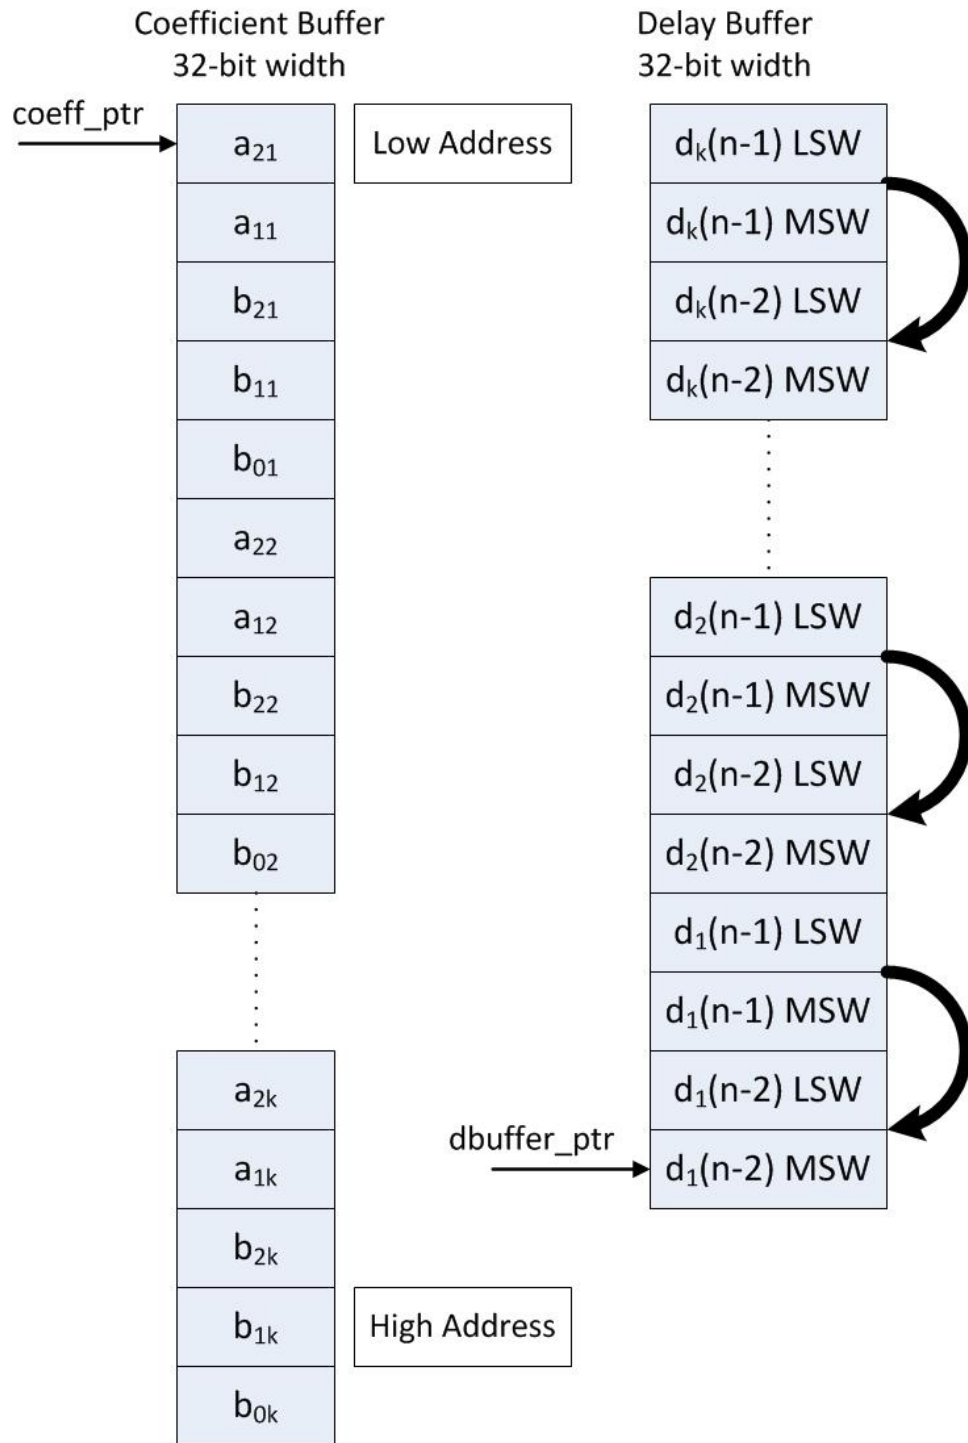 Coefficient Buffer
32-bit width
coeff_ptr
a₂₁
Low Address
a₁₁
b₂₁
b₁₁
b₀₁
a₂₂
a₁₂
b₂₂
b₁₂
b₀₂
a₂ₖ
a₁ₖ
b₂ₖ
b₁ₖ
High Address
b₀ₖ
Delay Buffer
32-bit width
dₖ(n-1) LSW
dₖ(n-1) MSW
dₖ(n-2) LSW
dₖ(n-2) MSW
d₂(n-1) LSW
d₂(n-1) MSW
d₂(n-2) LSW
d₂(n-2) MSW
d₁(n-1) LSW
d₁(n-1) MSW
d₁(n-2) LSW
dbuffer_ptr
d₁(n-2) MSW